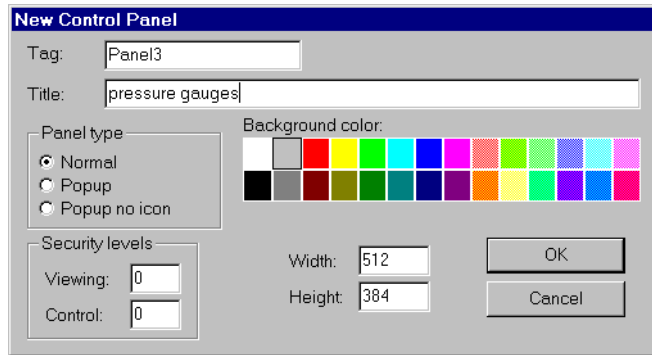 New Control Panel
Tag: Panel3
Title: pressure gauges
Panel type
Normal
Popup
Popup no icon
Background color:
Security levels
Viewing: 0
Control: 0
Width: 512
Height: 384
OK
Cancel